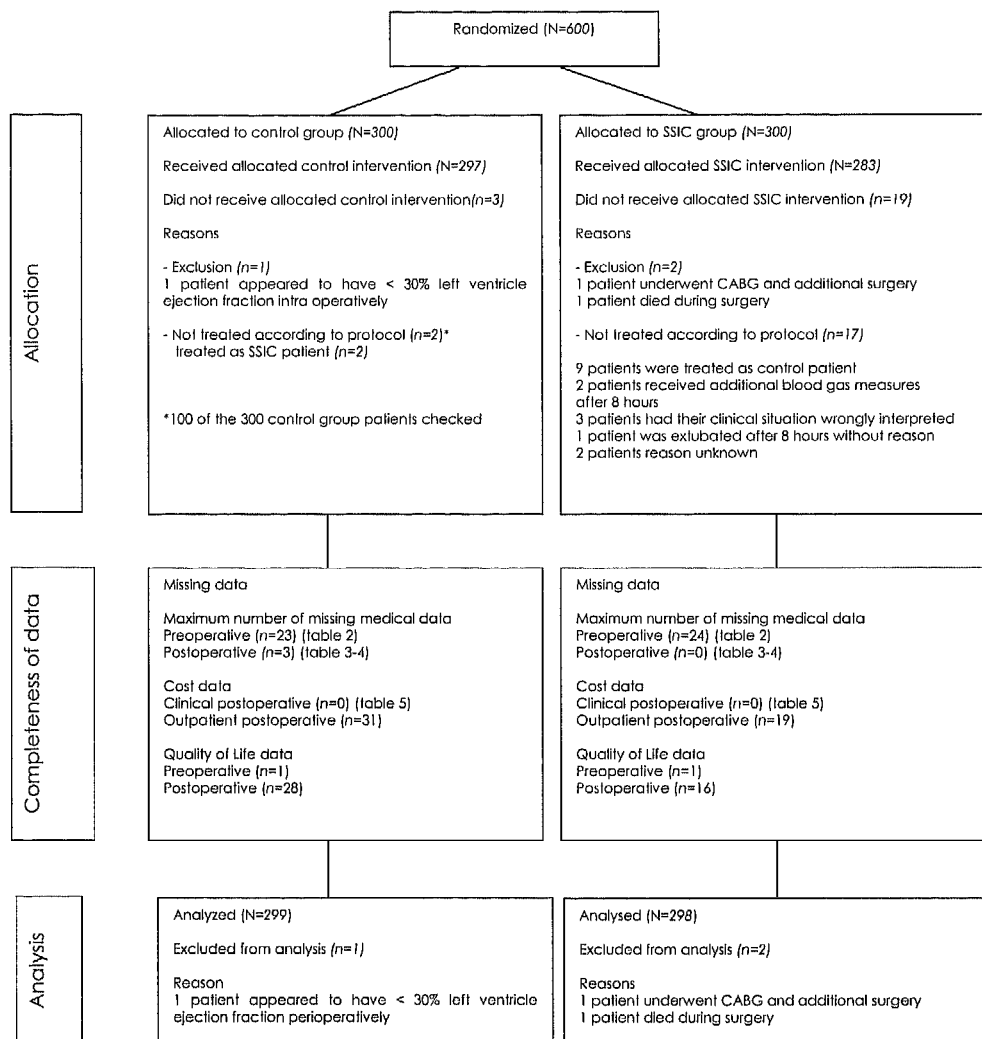 Randomized (N=600)
Allocation
Allocated to control group (N=300)
Received allocated control intervention (N=297)
Did not receive allocated control intervention(n=3)
Reasons
- Exclusion (n=1)
1 patient appeared to have < 30% left ventricle
ejection fraction intra operatively
- Not treated according to protocol (n=2)*
treated as SSIC patient (n=2)
*100 of the 300 control group patients checked
Allocated to SSIC group (N=300)
Received allocated SSIC intervention (N=283)
Did not receive allocated SSIC intervention (n=19)
Reasons
- Exclusion (n=2)
1 patient underwent CABG and additional surgery
1 patient died during surgery
- Not treated according to protocol (n=17)
9 patients were treated as control patient
2 patients received additional blood gas measures
after 8 hours
3 patients had their clinical situation wrongly interpreted
1 patient was extubated after 8 hours without reason
2 patients reason unknown
Completeness of data
Missing data
Maximum number of missing medical data
Preoperative (n=23) (table 2)
Postoperative (n=3) (table 3-4)
Cost data
Clinical postoperative (n=0) (table 5)
Outpatient postoperative (n=31)
Quality of Life data
Preoperative (n=1)
Postoperative (n=28)
Missing data
Maximum number of missing medical data
Preoperative (n=24) (table 2)
Postoperative (n=0) (table 3-4)
Cost data
Clinical postoperative (n=0) (table 5)
Outpatient postoperative (n=19)
Quality of Life data
Preoperative (n=1)
Postoperative (n=16)
Analysis
Analyzed (N=299)
Excluded from analysis (n=1)
Reason
1 patient appeared to have < 30% left ventricle
ejection fraction perioperatively
Analysed (N=298)
Excluded from analysis (n=2)
Reasons
1 patient underwent CABG and additional surgery
1 patient died during surgery